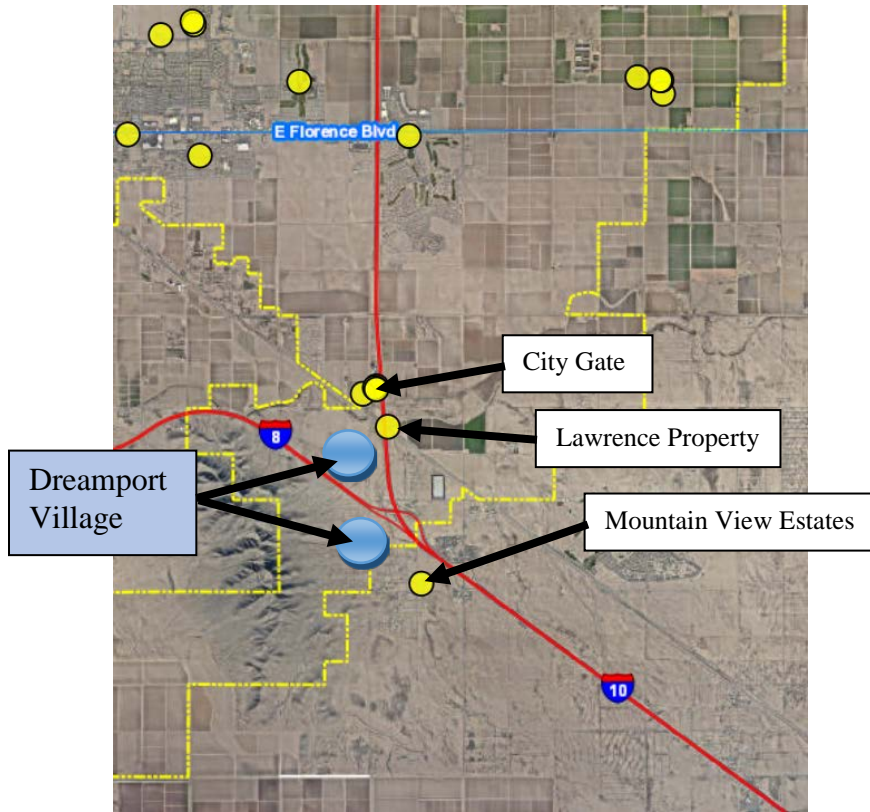 E Florence Blvd
City Gate
Lawrence Property
8
Dreamport
Village
Mountain View Estates
10